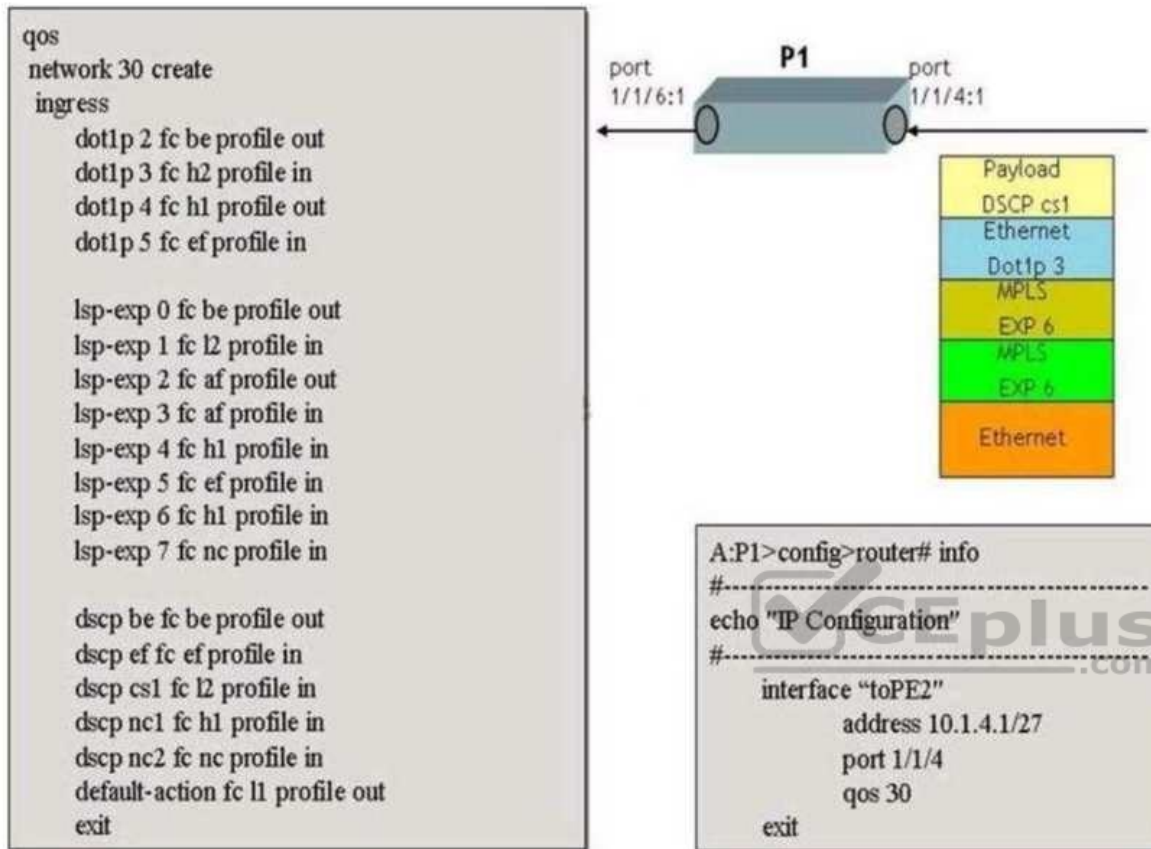 qos
network 30 create
ingress
dot1p 2 fc be profile out
dot1p 3 fc h2 profile in
dot1p 4 fc h1 profile out
dot1p 5 fc ef profile in
lsp-exp 0 fc be profile out
lsp-exp 1 fc l2 profile in
lsp-exp 2 fc af profile out
lsp-exp 3 fc af profile in
lsp-exp 4 fc h1 profile in
lsp-exp 5 fc ef profile in
lsp-exp 6 fc h1 profile in
lsp-exp 7 fc nc profile in
dscp be fc be profile out
dscp ef fc ef profile in
dscp cs1 fc l2 profile in
dscp nc1 fc h1 profile in
dscp nc2 fc nc profile in
default-action fc l1 profile out
exit
port
1/1/6:1
P1
port
1/1/4:1
Payload
DSCP cs1
Ethernet
Dot1p 3
MPLS
EXP 6
MPLS
EXP 6
Ethernet
A:P1>config>router# info
#------------------------------------------
echo "IP Configuration"
#------------------------------------------
interface “toPE2”
address 10.1.4.1/27
port 1/1/4
qos 30
exit
CEplus
.com